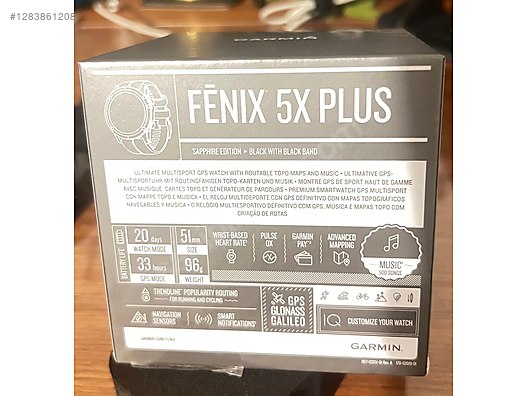 #1283861208
GARMIN
FĒNIX® 5X PLUS
SAPPHIRE EDITION • BLACK WITH BLACK BAND
ULTIMATE MULTISPORT GPS WATCH WITH ROUTABLE TOPO MAPS AND MUSIC • ULTIMATIVE GPS-
MULTISPORTUHR MIT ROUTINGFÄHIGEN TOPO-KARTEN UND MUSIK • MONTRE GPS DE SPORT HAUT DE GAMME
AVEC MUSIQUE, CARTES TOPO ET GÉNÉRATEUR DE PARCOURS • PREMIUM SMARTWATCH GPS MULTISPORT
CON MAPPE TOPO E MUSICA • EL RELOJ MULTIDEPORTE CON GPS DEFINITIVO CON MAPAS TOPOGRÁFICOS
NAVEGABLES Y MÚSICA • O RELÓGIO MULTIDESPORTIVO DEFINITIVO COM GPS, MÚSICA E MAPAS TOPO COM
CRIAÇÃO DE ROTAS
BATTERY LIFE
20 days
WATCH MODE
33 hours
GPS MODE
51mm
SIZE
96g
WEIGHT
WRIST-BASED
HEART RATE
PULSE
OX
GARMIN
PAY
ADVANCED
MAPPING
MUSIC
500 SONGS
TRENDLINE POPULARITY ROUTING
FOR RUNNING AND CYCLING
GPS
GLONASS
GALILEO
NAVIGATION
SENSORS
SMART
NOTIFICATIONS
IQ CUSTOMIZE YOUR WATCH
GARMIN